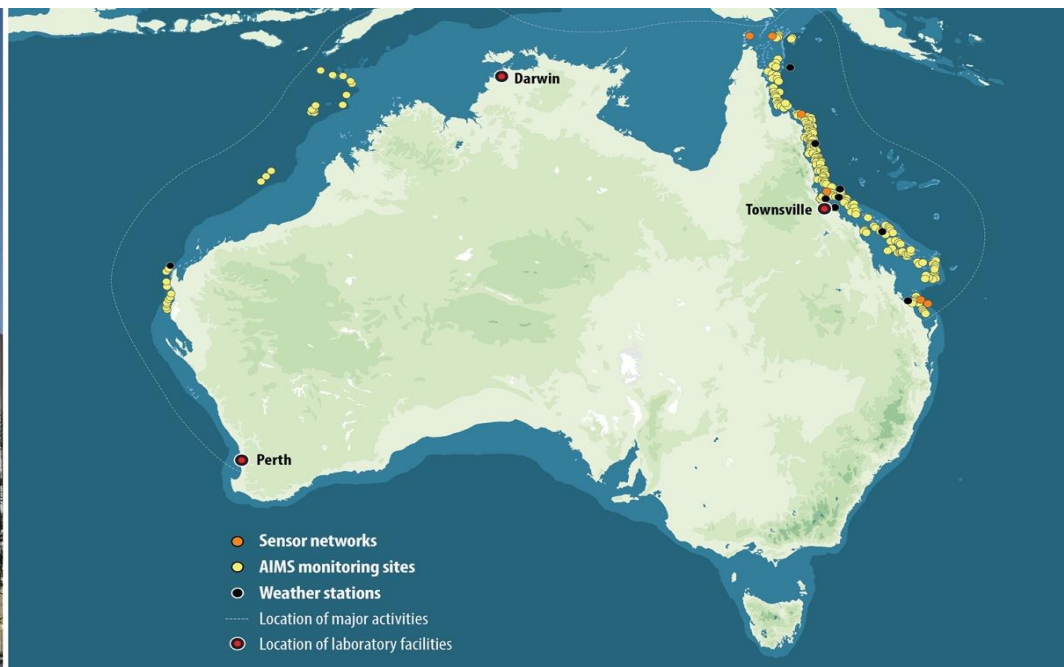 Darwin
Townsville
Perth
Sensor networks
AIMS monitoring sites
Weather stations
Location of major activities
Location of laboratory facilities